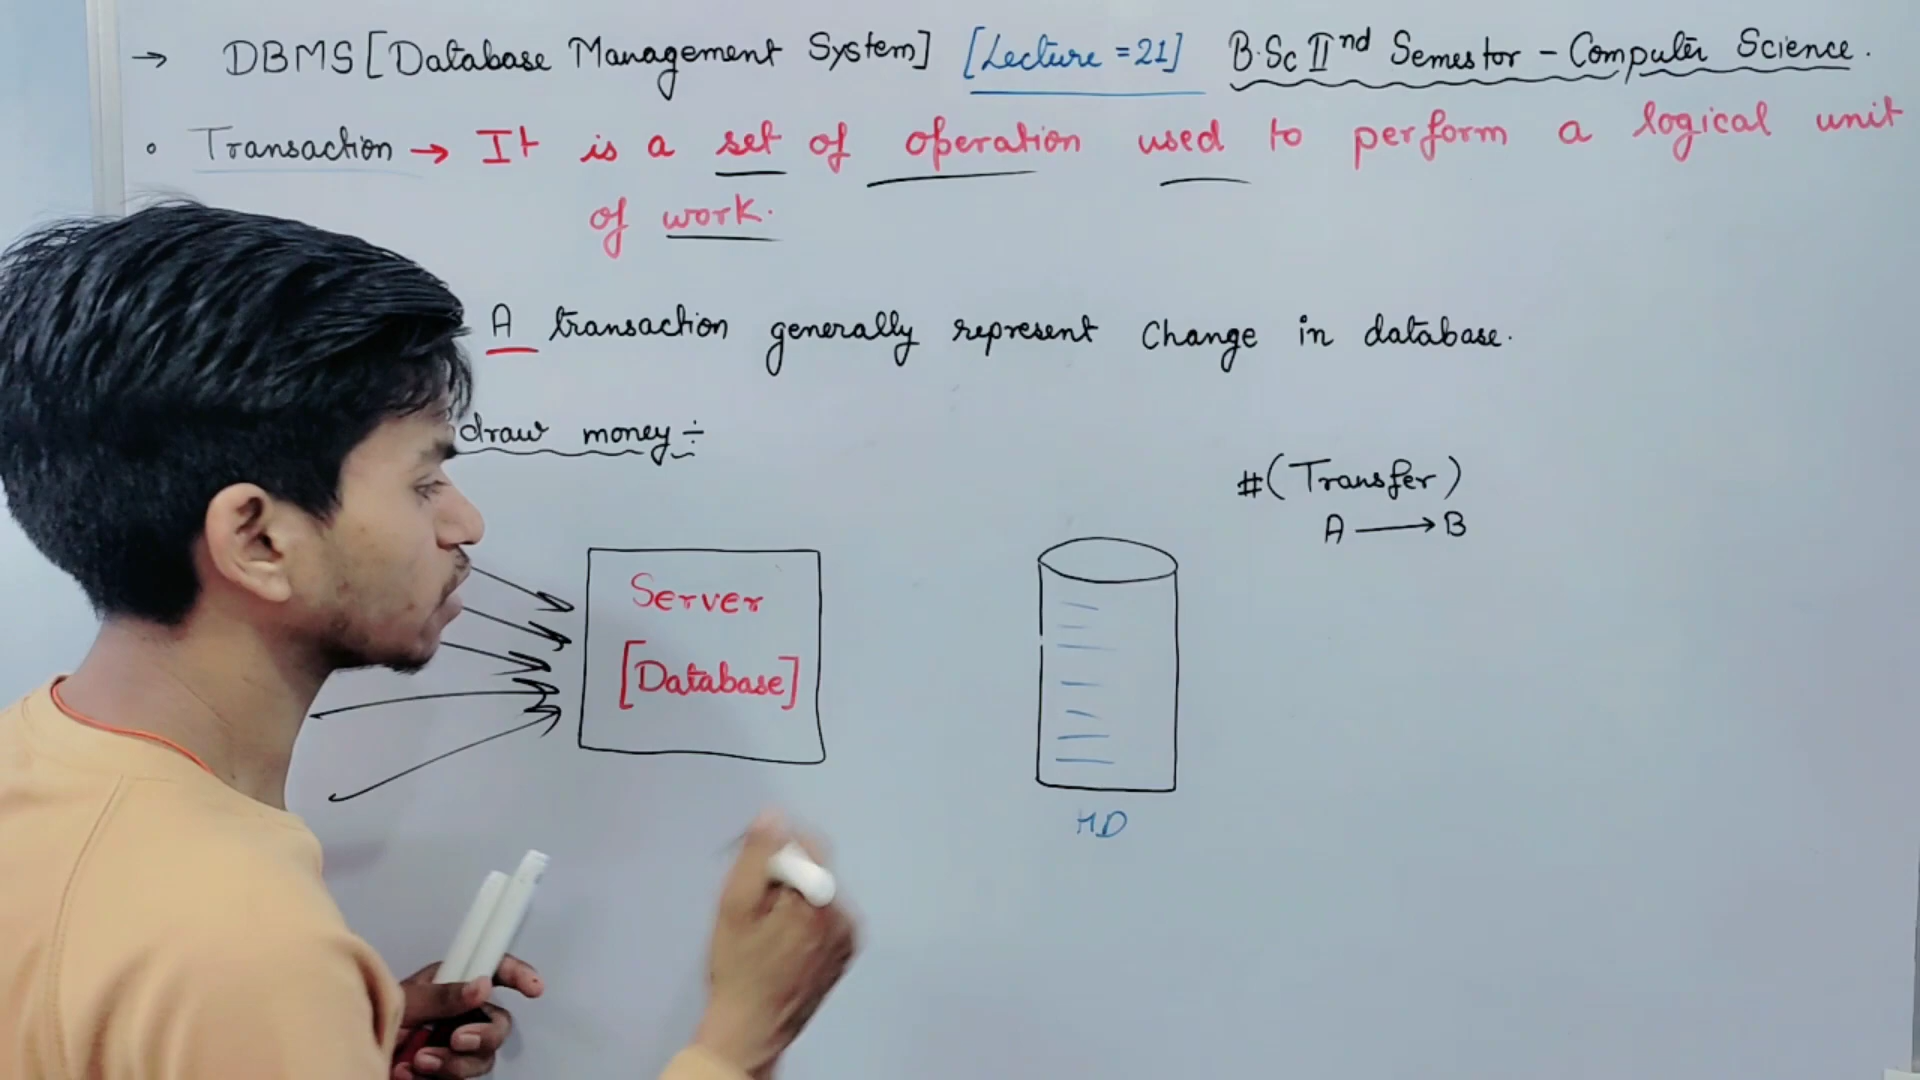 → DBMS [Database Management System] [Lecture = 21] B.Sc IInd Semestor - Computer Science.
• Transaction → It is a set of operation used to perform a logical unit
of work.
A transaction generally represent Change in database.
draw money ÷
#(Transfer)
A → B
Server
[Database]
HD